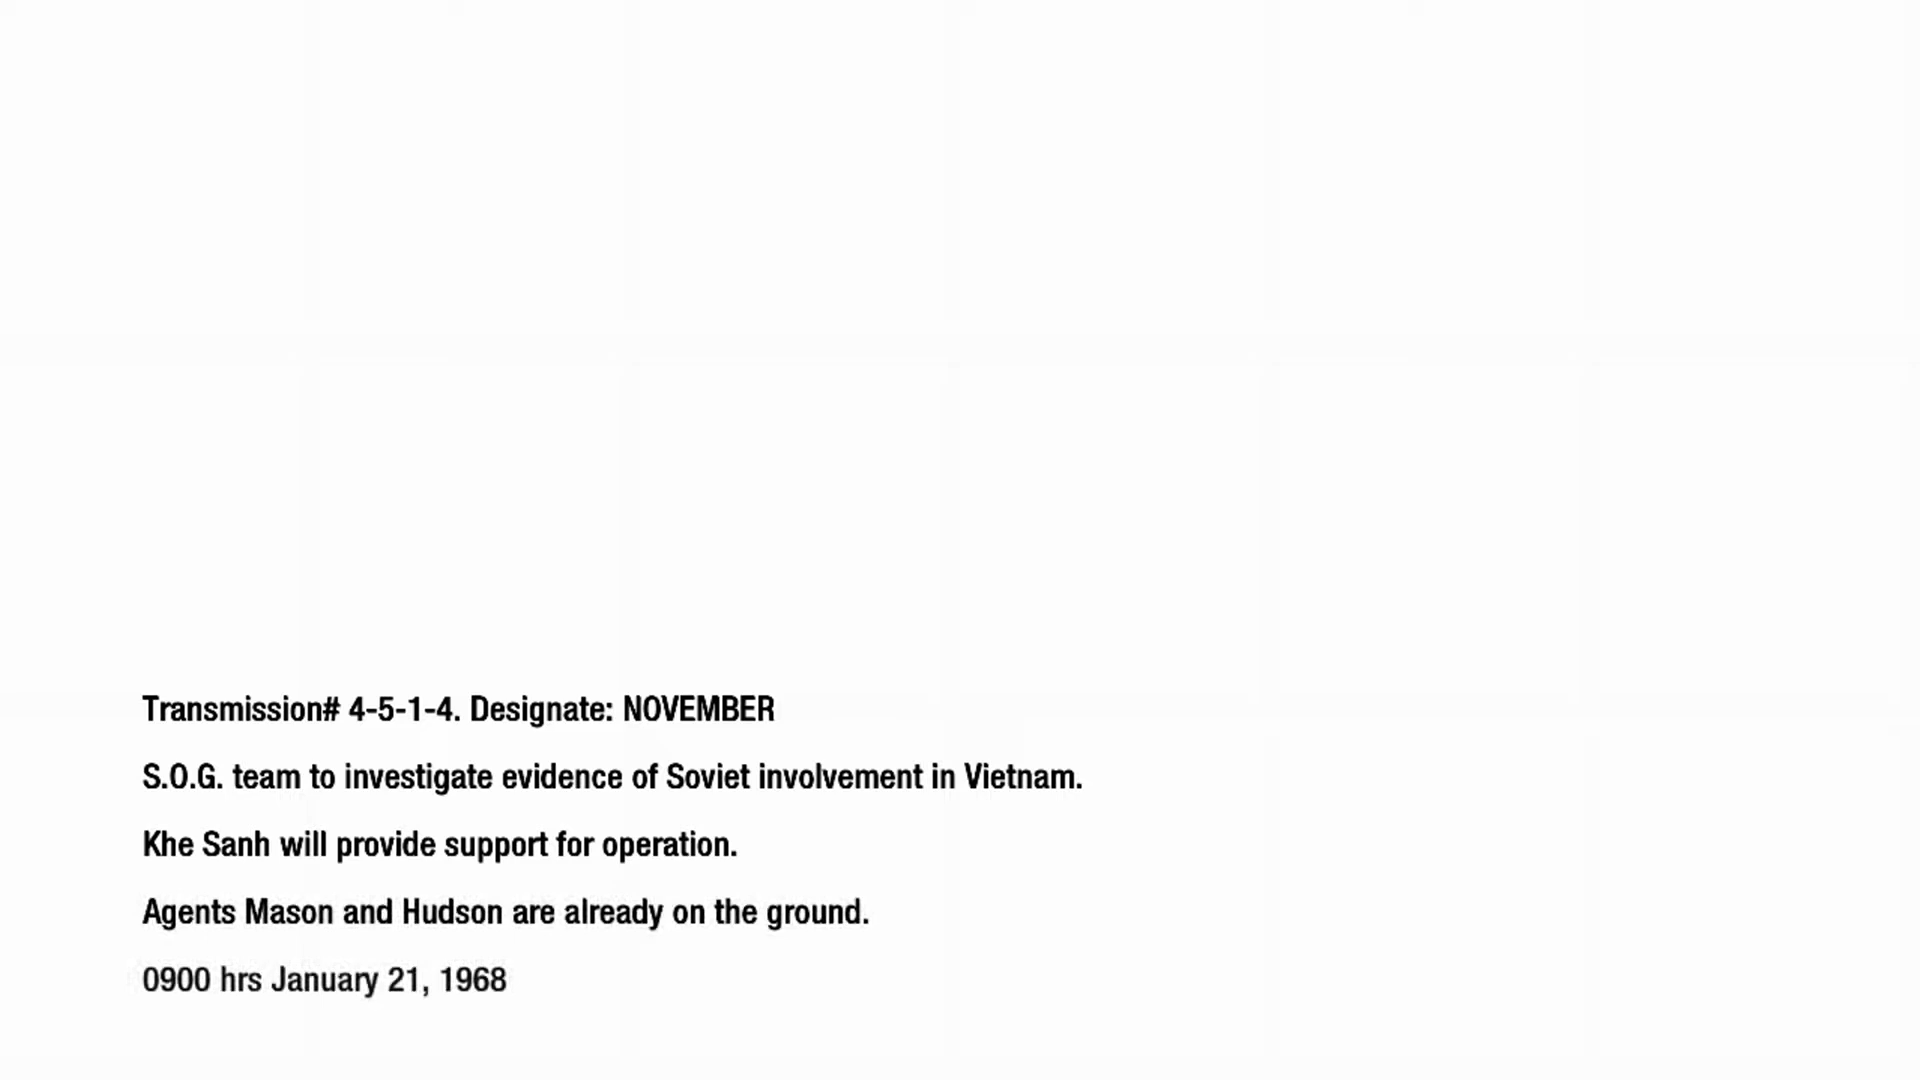 Transmission# 4-5-1-4. Designate: NOVEMBER
S.O.G. team to investigate evidence of Soviet involvement in Vietnam.
Khe Sanh will provide support for operation.
Agents Mason and Hudson are already on the ground.
0900 hrs January 21, 1968